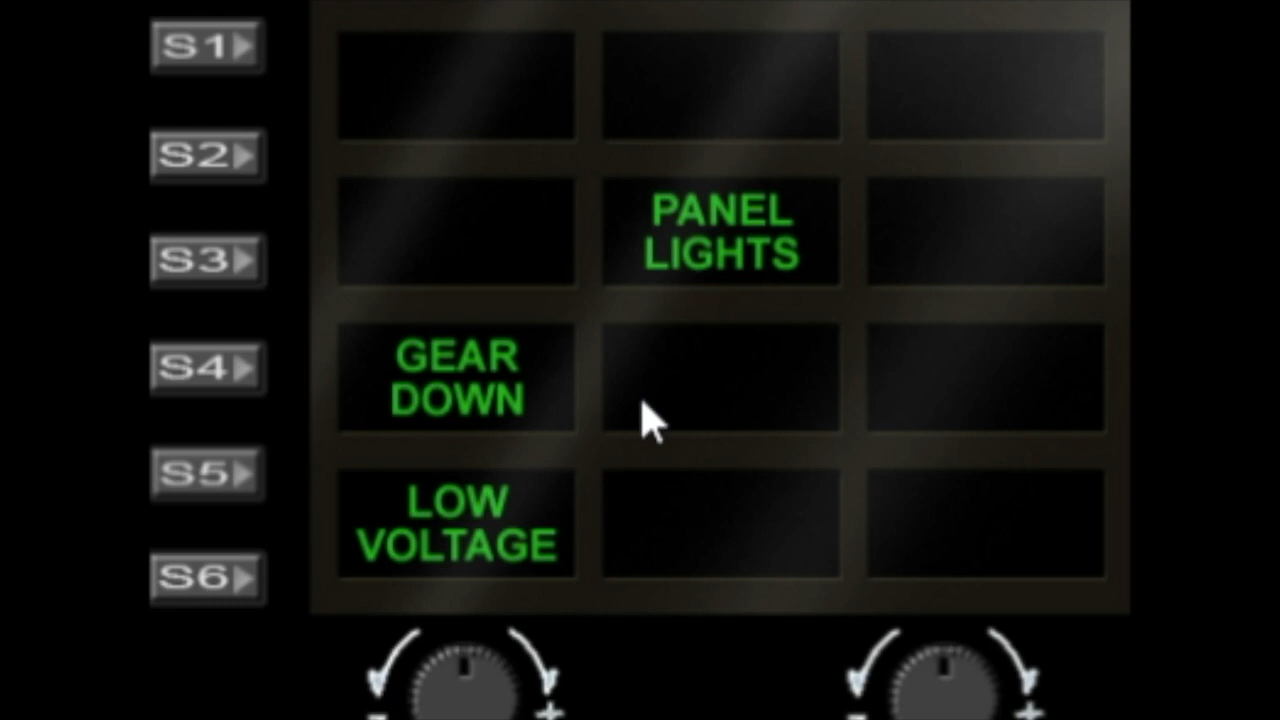 S1
S2
PANEL
LIGHTS
S3
GEAR
DOWN
S4
S5
LOW
VOLTAGE
S6
- +
- +